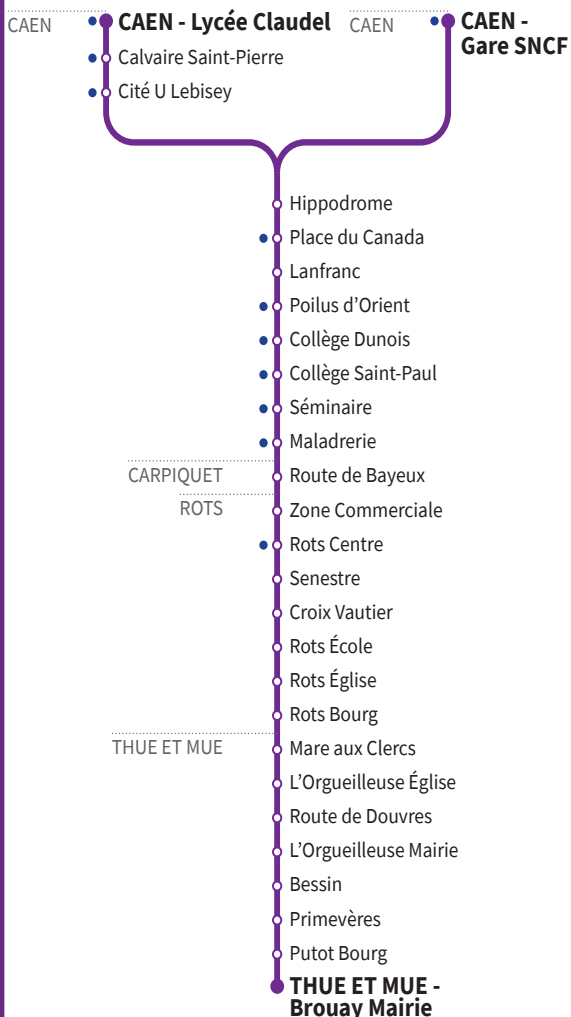 CAEN
CAEN - Lycée Claudel
Calvaire Saint-Pierre
Cité U Lebisey
CAEN
CAEN -
Gare SNCF
Hippodrome
Place du Canada
Lanfranc
Poilus d’Orient
Collège Dunois
Collège Saint-Paul
Séminaire
Maladrerie
CARPIQUET
Route de Bayeux
ROTS
Zone Commerciale
Rots Centre
Senestre
Croix Vautier
Rots École
Rots Église
Rots Bourg
THUE ET MUE
Mare aux Clercs
L’Orgueilleuse Église
Route de Douvres
L’Orgueilleuse Mairie
Bessin
Primevères
Putot Bourg
THUE ET MUE -
Brouay Mairie